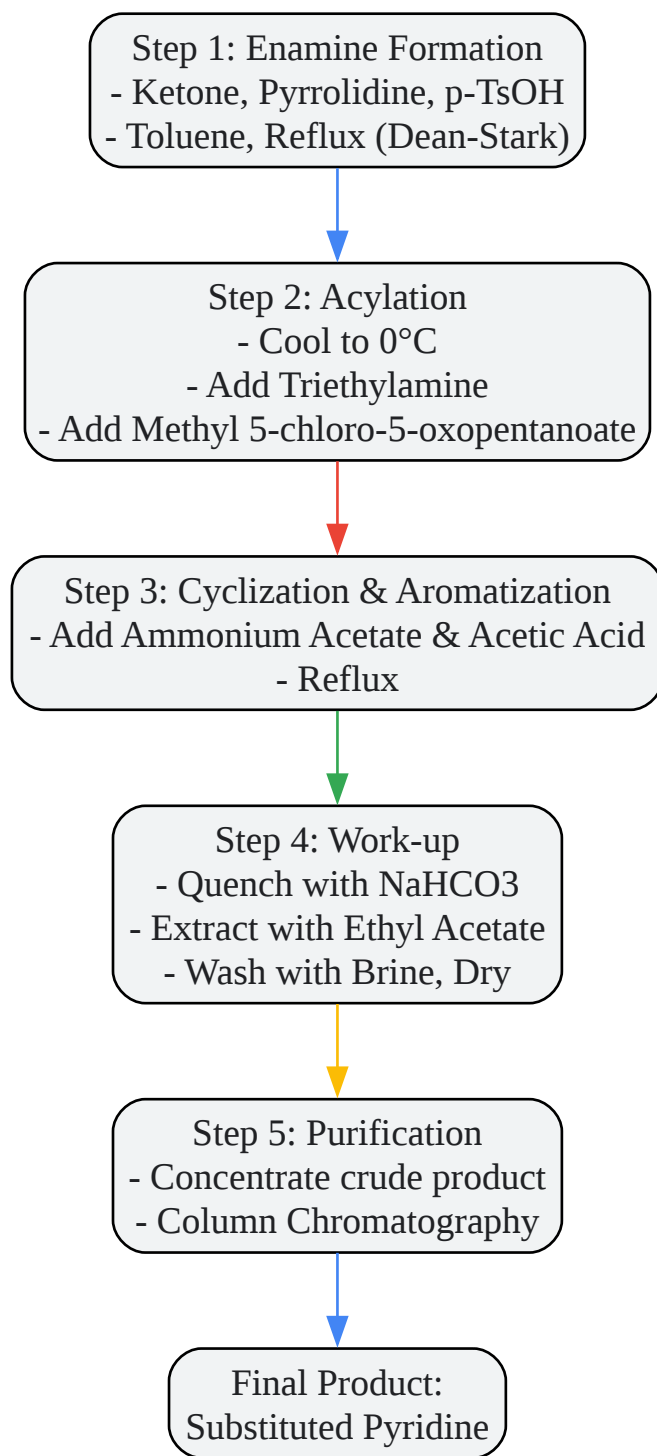 Step 1: Enamine Formation
- Ketone, Pyrrolidine, p-TsOH
- Toluene, Reflux (Dean-Stark)
Step 2: Acylation
- Cool to 0°C
- Add Triethylamine
- Add Methyl 5-chloro-5-oxopentanoate
Step 3: Cyclization & Aromatization
- Add Ammonium Acetate & Acetic Acid
- Reflux
Step 4: Work-up
- Quench with NaHCO3
- Extract with Ethyl Acetate
- Wash with Brine, Dry
Step 5: Purification
- Concentrate crude product
- Column Chromatography
Final Product:
Substituted Pyridine